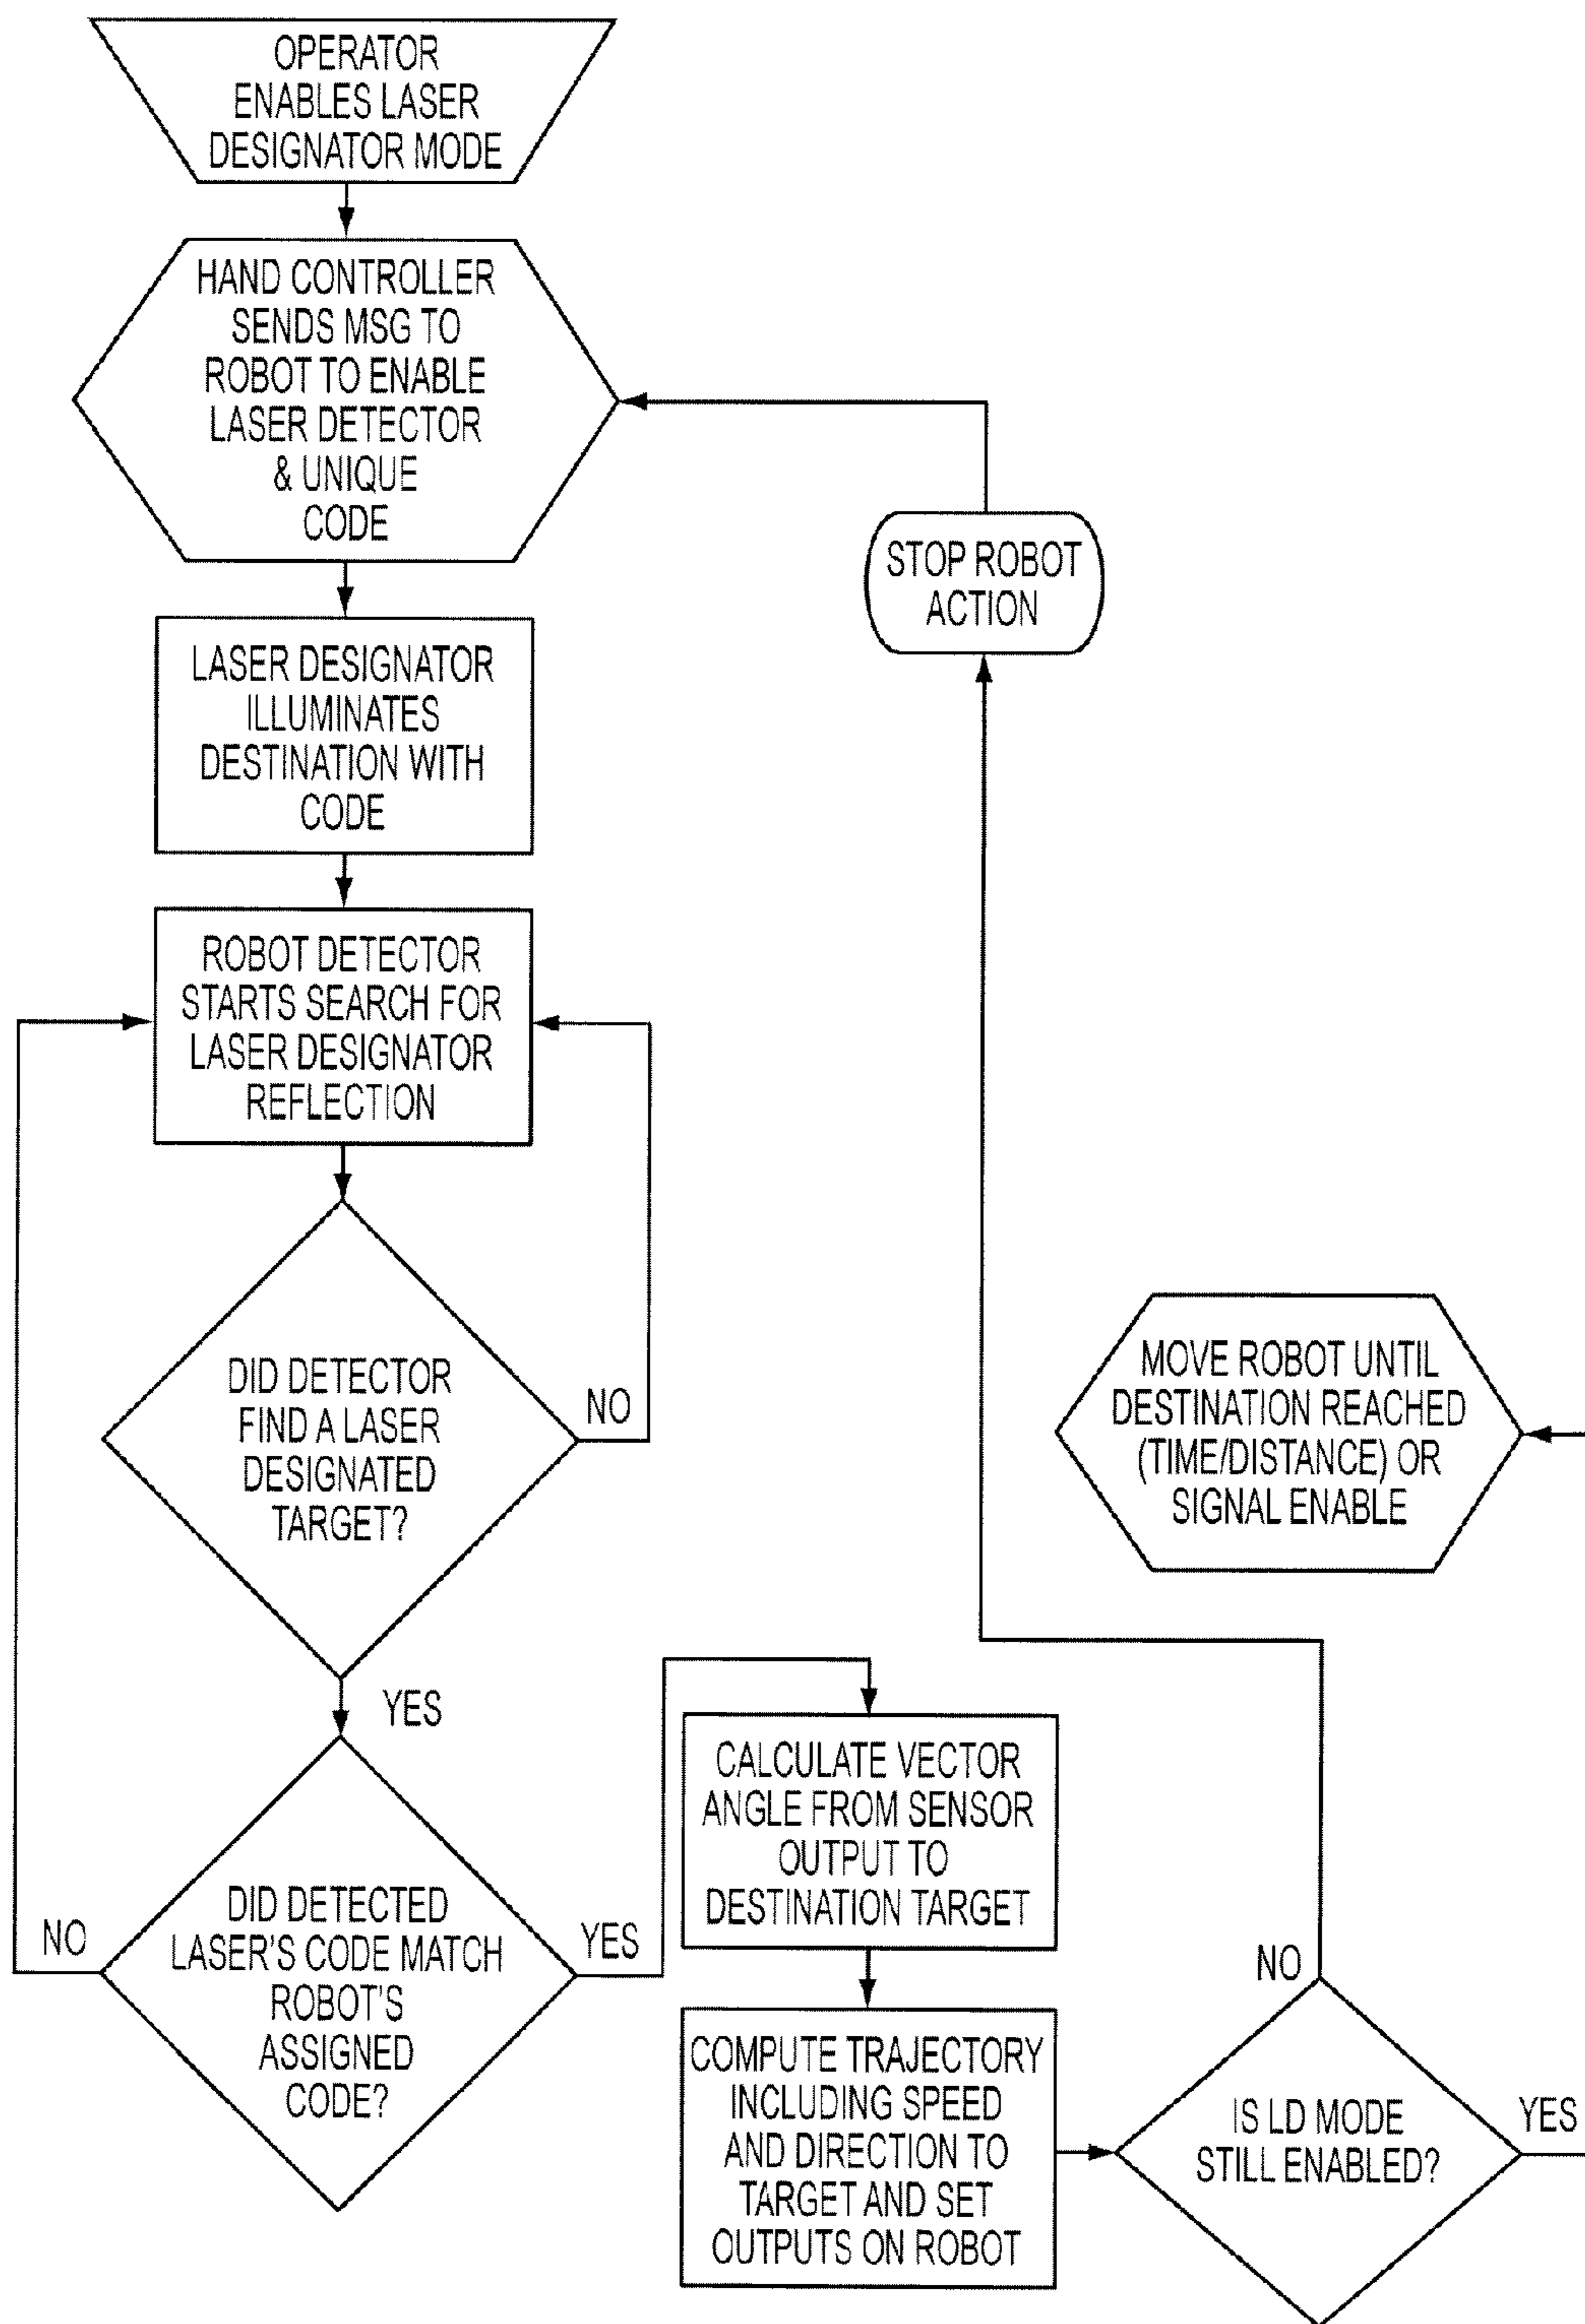 OPERATOR
ENABLES LASER
DESIGNATOR MODE
HAND CONTROLLER
SENDS MSG TO
ROBOT TO ENABLE
LASER DETECTOR
& UNIQUE
CODE
STOP ROBOT
ACTION
LASER DESIGNATOR
ILLUMINATES
DESTINATION WITH
CODE
ROBOT DETECTOR
STARTS SEARCH FOR
LASER DESIGNATOR
REFLECTION
DID DETECTOR
FIND A LASER
DESIGNATED
TARGET?
NO
MOVE ROBOT UNTIL
DESTINATION REACHED
(TIME/DISTANCE) OR
SIGNAL ENABLE
YES
DID DETECTED
LASER'S CODE MATCH
ROBOT'S
ASSIGNED
CODE?
NO
YES
CALCULATE VECTOR
ANGLE FROM SENSOR
OUTPUT TO
DESTINATION TARGET
COMPUTE TRAJECTORY
INCLUDING SPEED
AND DIRECTION TO
TARGET AND SET
OUTPUTS ON ROBOT
NO
IS LD MODE
STILL ENABLED?
YES